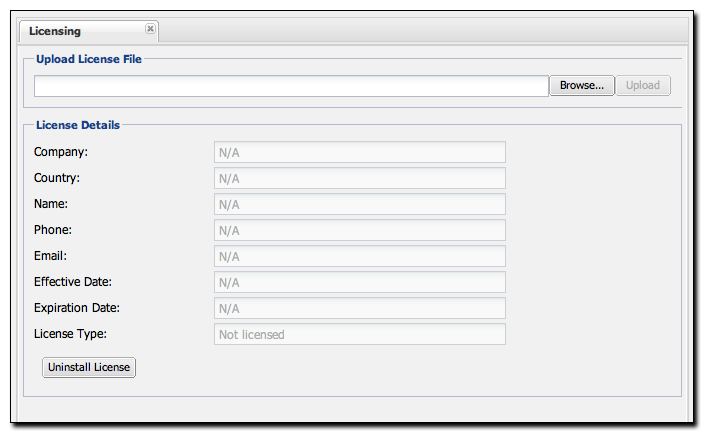 Licensing
Upload License File
Browse... Upload
License Details
Company: N/A
Country: N/A
Name: N/A
Phone: N/A
Email: N/A
Effective Date: N/A
Expiration Date: N/A
License Type: Not licensed
Uninstall License